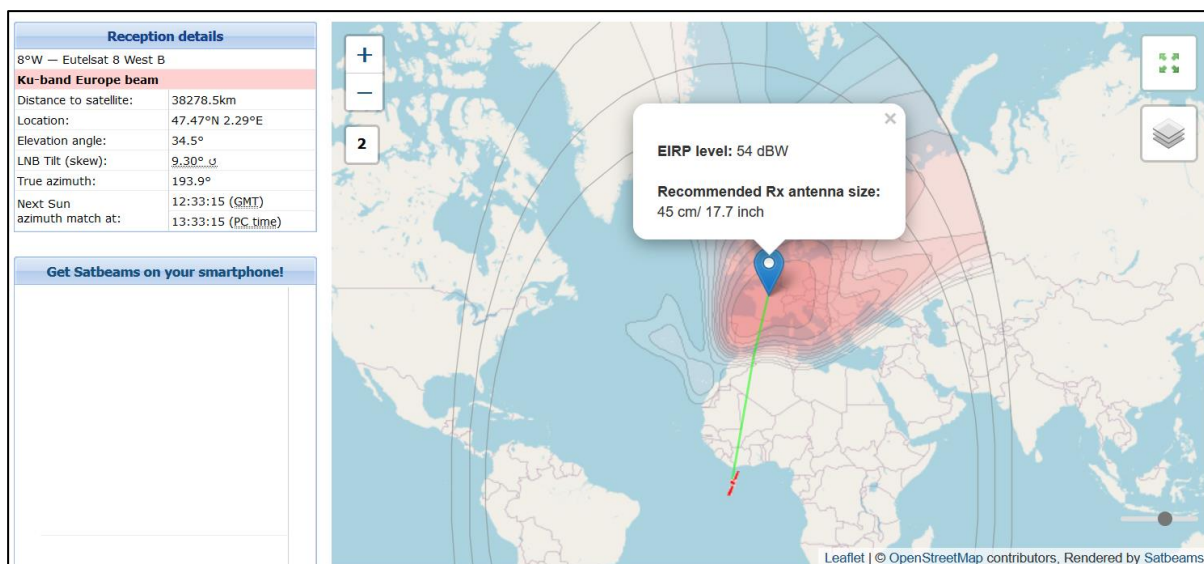 Reception details
8°W — Eutelsat 8 West B
Ku-band Europe beam
Distance to satellite: 38278.5km
Location: 47.47°N 2.29°E
Elevation angle: 34.5°
LNB Tilt (skew): 9.30° ↺
True azimuth: 193.9°
Next Sun azimuth match at: 12:33:15 (GMT)
13:33:15 (PC time)
Get Satbeams on your smartphone!
+
−
2
×
EIRP level: 54 dBW
Recommended Rx antenna size:
45 cm/ 17.7 inch
Leaflet | © OpenStreetMap contributors, Rendered by Satbeams